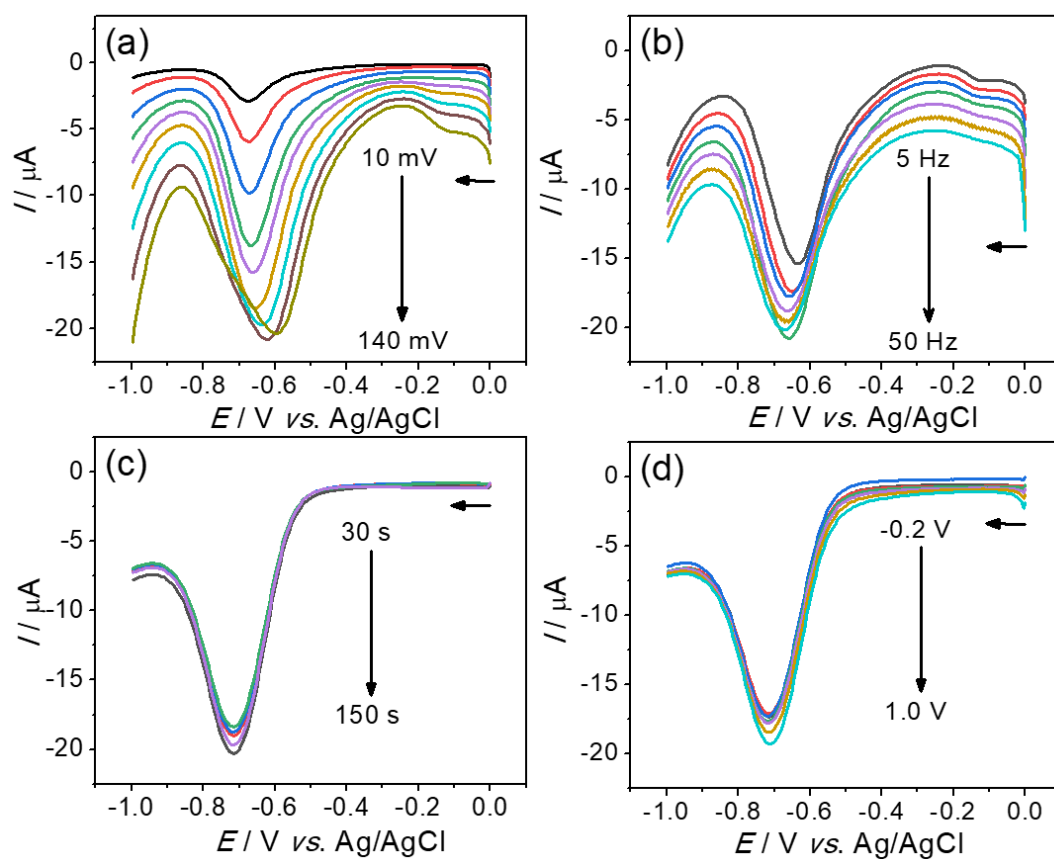 (a)
0
-5
-10
-15
-20
I // µA
10 mV
140 mV
-1.0 -0.8 -0.6 -0.4 -0.2 0.0
E / V vs. Ag/AgCl
(b)
0
-5
-10
-15
-20
I // µA
5 Hz
50 Hz
-1.0 -0.8 -0.6 -0.4 -0.2 0.0
E / V vs. Ag/AgCl
(c)
0
-5
-10
-15
-20
I // µA
30 s
150 s
-1.0 -0.8 -0.6 -0.4 -0.2 0.0
E / V vs. Ag/AgCl
(d)
0
-5
-10
-15
-20
I // µA
-0.2 V
1.0 V
-1.0 -0.8 -0.6 -0.4 -0.2 0.0
E / V vs. Ag/AgCl